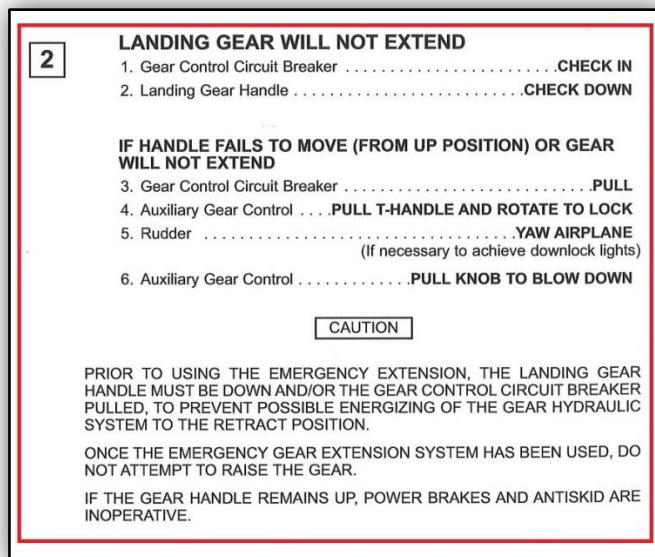 2
LANDING GEAR WILL NOT EXTEND
1. Gear Control Circuit Breaker . . . . . . . . . . . . . . . . . . . . . . . . . .CHECK IN
2. Landing Gear Handle . . . . . . . . . . . . . . . . . . . . . . . . . . . .CHECK DOWN
IF HANDLE FAILS TO MOVE (FROM UP POSITION) OR GEAR
WILL NOT EXTEND
3. Gear Control Circuit Breaker . . . . . . . . . . . . . . . . . . . . . . . . . . . . . .PULL
4. Auxiliary Gear Control . . . .PULL T-HANDLE AND ROTATE TO LOCK
5. Rudder . . . . . . . . . . . . . . . . . . . . . . . . . . . . . . . . . . . . .YAW AIRPLANE
(If necessary to achieve downlock lights)
6. Auxiliary Gear Control . . . . . . . . . . . . .PULL KNOB TO BLOW DOWN
CAUTION
PRIOR TO USING THE EMERGENCY EXTENSION, THE LANDING GEAR
HANDLE MUST BE DOWN AND/OR THE GEAR CONTROL CIRCUIT BREAKER
PULLED, TO PREVENT POSSIBLE ENERGIZING OF THE GEAR HYDRAULIC
SYSTEM TO THE RETRACT POSITION.
ONCE THE EMERGENCY GEAR EXTENSION SYSTEM HAS BEEN USED, DO
NOT ATTEMPT TO RAISE THE GEAR.
IF THE GEAR HANDLE REMAINS UP, POWER BRAKES AND ANTISKID ARE
INOPERATIVE.